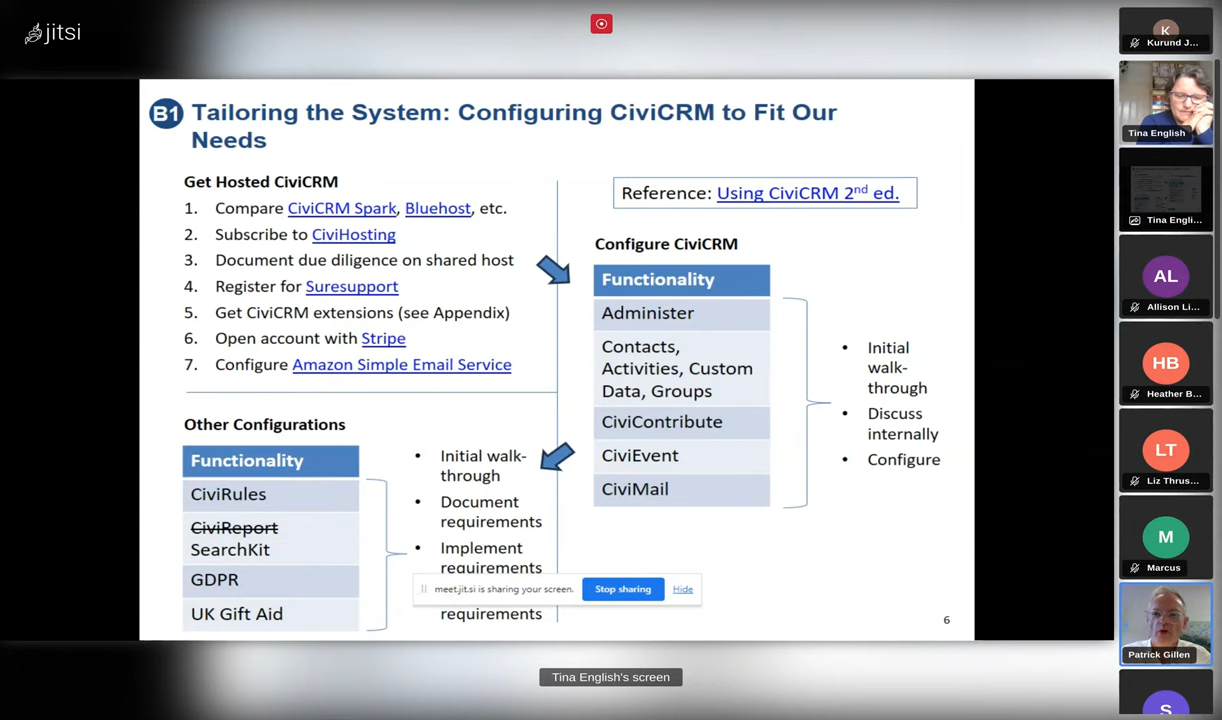 jitsi
B1 Tailoring the System: Configuring CiviCRM to Fit Our
Needs
Get Hosted CiviCRM
1. Compare CiviCRM Spark, Bluehost, etc.
2. Subscribe to CiviHosting
3. Document due diligence on shared host
4. Register for Suresupport
5. Get CiviCRM extensions (see Appendix)
6. Open account with Stripe
7. Configure Amazon Simple Email Service
Other Configurations
Functionality
CiviRules
CiviReport
SearchKit
GDPR
UK Gift Aid
• Initial walk-
through
• Document
requirements
• Implement
requirements
requirements
Reference: Using CiviCRM 2nd ed.
Configure CiviCRM
Functionality
Administer
Contacts,
Activities, Custom
Data, Groups
CiviContribute
CiviEvent
CiviMail
• Initial
walk-
through
• Discuss
internally
• Configure
meet.jit.si is sharing your screen. Stop sharing Hide
6
Tina English's screen
K
Kurund J...
Tina English
Tina Engli...
AL
Allison Li...
HB
Heather B...
LT
Liz Thrus...
M
Marcus
Patrick Gillen
S